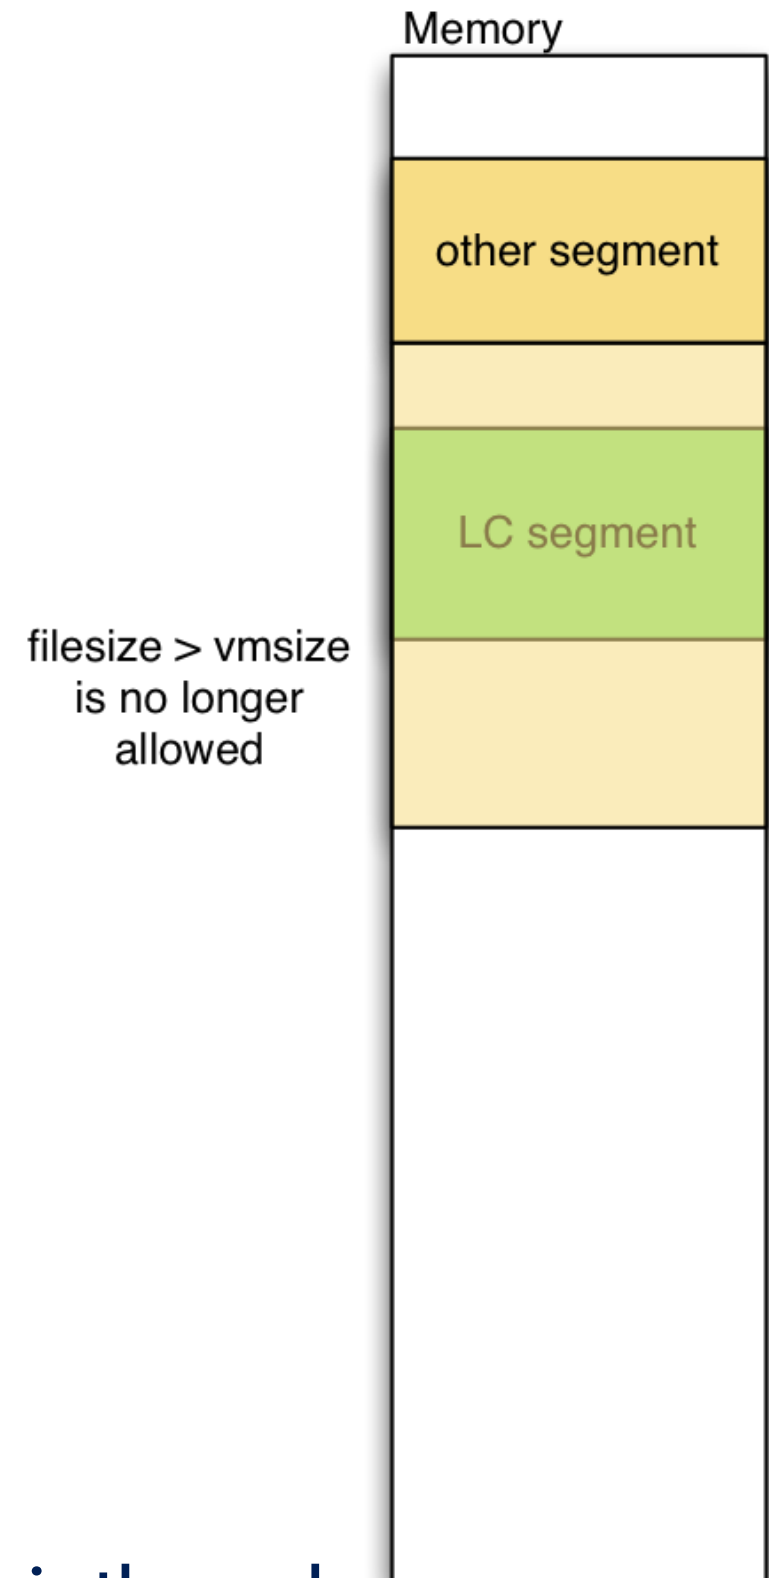 Memory
other segment
LC segment
filesize > vmsize
is no longer
allowed